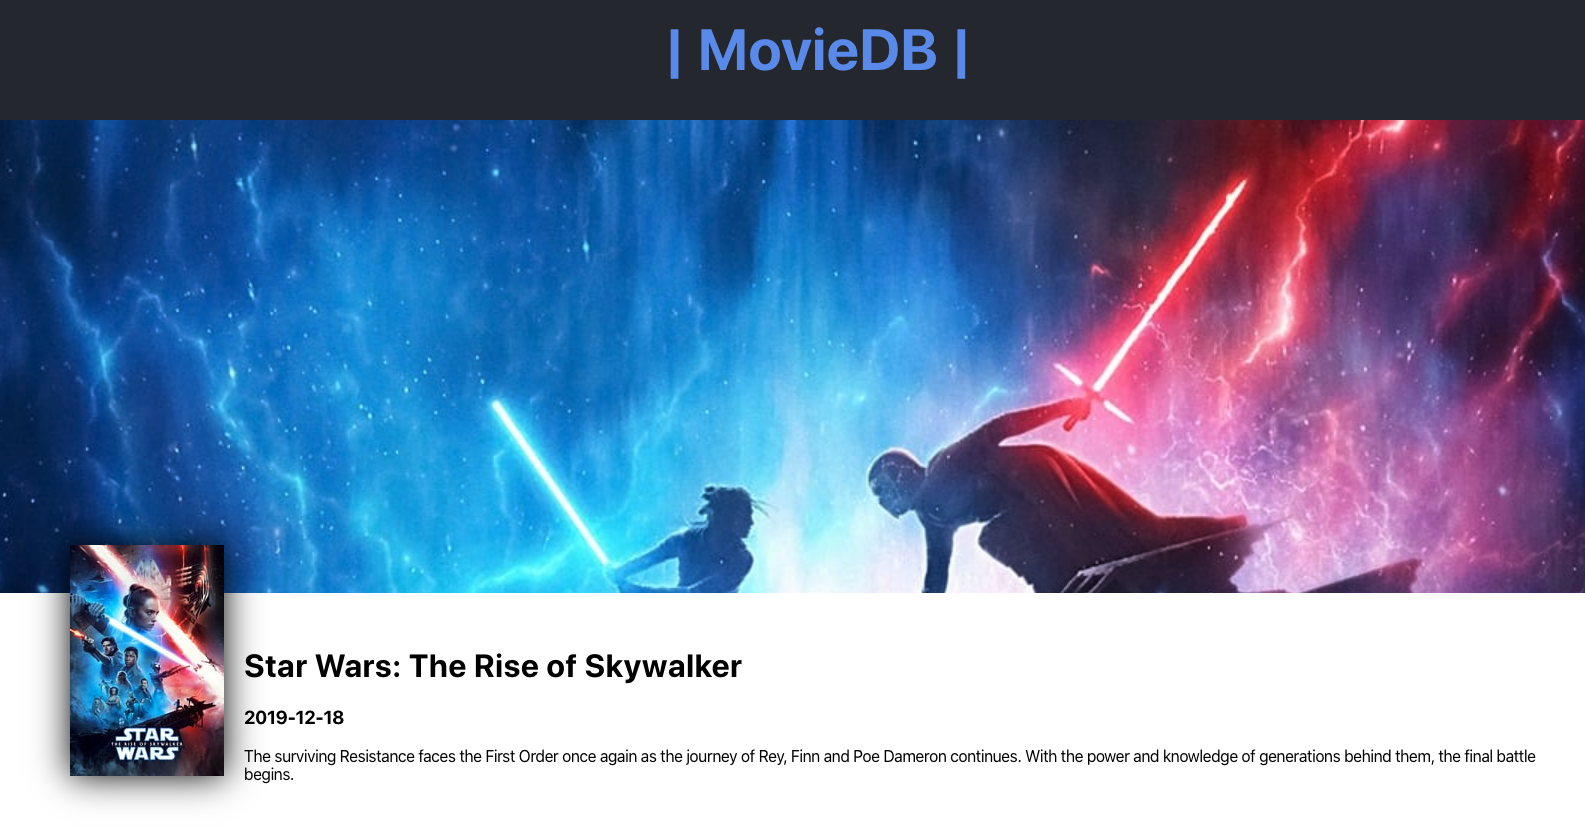 | MovieDB |
STAR
THE RISE OF SKYWALKER
WARS
Star Wars: The Rise of Skywalker
2019-12-18
The surviving Resistance faces the First Order once again as the journey of Rey, Finn and Poe Dameron continues. With the power and knowledge of generations behind them, the final battle
begins.